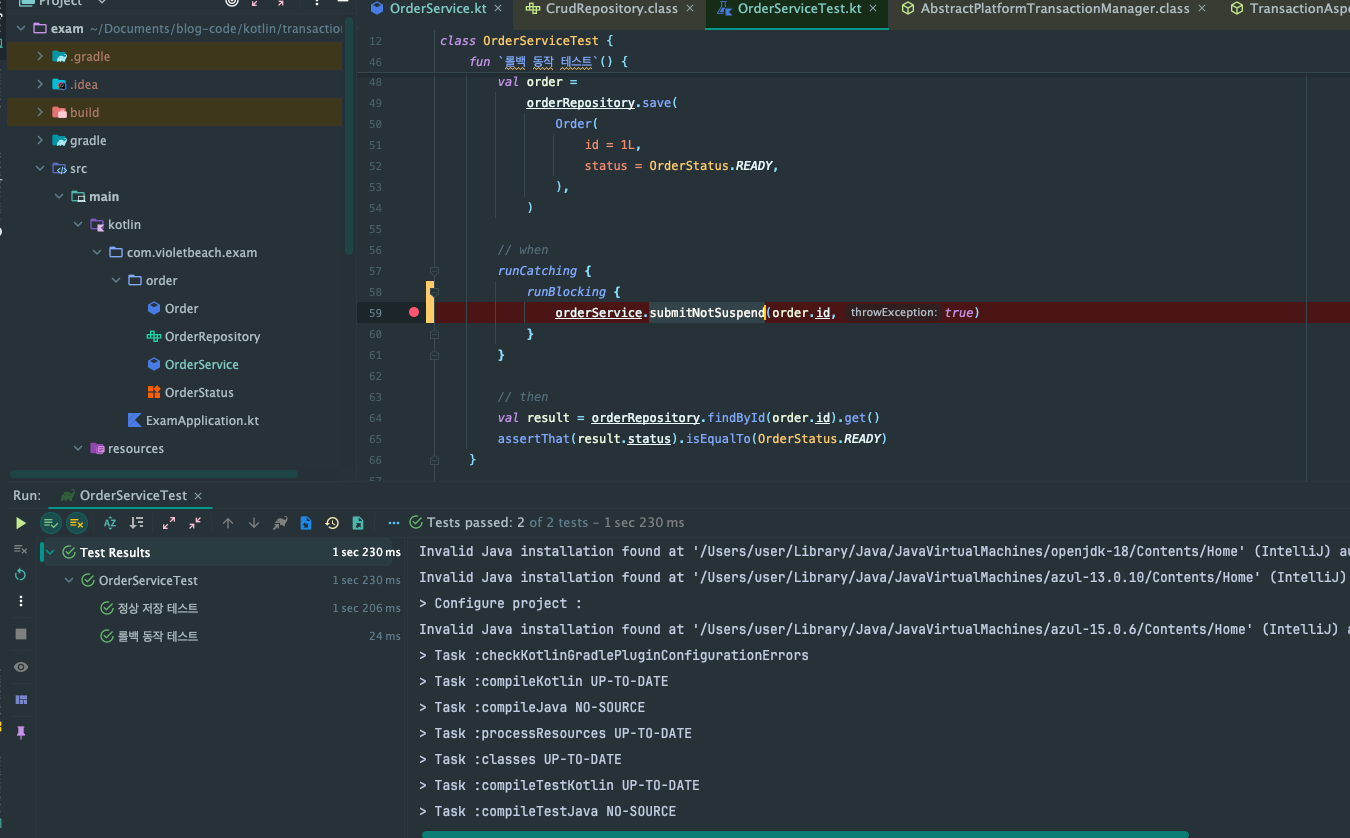 Project
OrderService.kt
CrudRepository.class
OrderServiceTest.kt
AbstractPlatformTransactionManager.class
exam ~/Documents/blog-code/kotlin/transaction
.gradle
.idea
build
gradle
src
main
kotlin
com.violetbeach.exam
order
Order
OrderRepository
OrderService
OrderStatus
ExamApplication.kt
resources
12 class OrderServiceTest {
46 fun `롤백 동작 테스트`() {
48 val order =
49 orderRepository.save(
50 Order(
51 id = 1L,
52 status = OrderStatus.READY,
53 ),
54 )
55
56 // when
57 runCatching {
58 runBlocking {
59 orderService.submitNotSuspend(order.id, throwException: true)
60 }
61 }
62
63 // then
64 val result = orderRepository.findById(order.id).get()
65 assertThat(result.status).isEqualTo(OrderStatus.READY)
66 }
Run: OrderServiceTest
Tests passed: 2 of 2 tests – 1 sec 230 ms
Test Results 1 sec 230 ms
OrderServiceTest 1 sec 230 ms
정상 저장 테스트 1 sec 206 ms
롤백 동작 테스트 24 ms
Invalid Java installation found at '/Users/user/Library/Java/JavaVirtualMachines/openjdk-18/Contents/Home' (IntelliJ)
Invalid Java installation found at '/Users/user/Library/Java/JavaVirtualMachines/azul-13.0.10/Contents/Home' (IntelliJ)
> Configure project :
Invalid Java installation found at '/Users/user/Library/Java/JavaVirtualMachines/azul-15.0.6/Contents/Home' (IntelliJ)
> Task :checkKotlinGradlePluginConfigurationErrors
> Task :compileKotlin UP-TO-DATE
> Task :compileJava NO-SOURCE
> Task :processResources UP-TO-DATE
> Task :classes UP-TO-DATE
> Task :compileTestKotlin UP-TO-DATE
> Task :compileTestJava NO-SOURCE